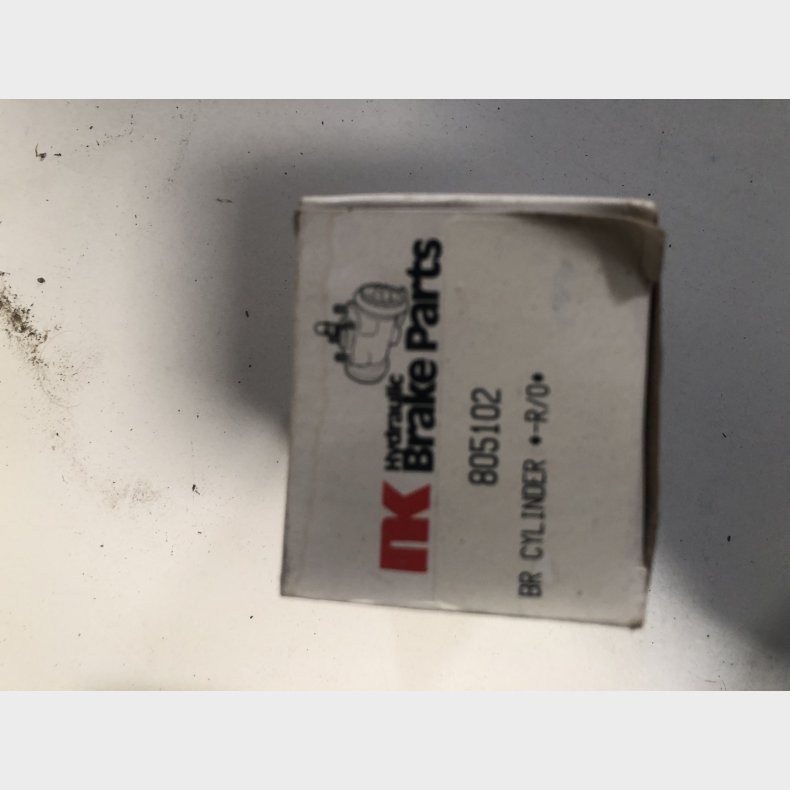 NK Hydraulic
Brake Parts
805102
BR CYLINDER *-R/O*